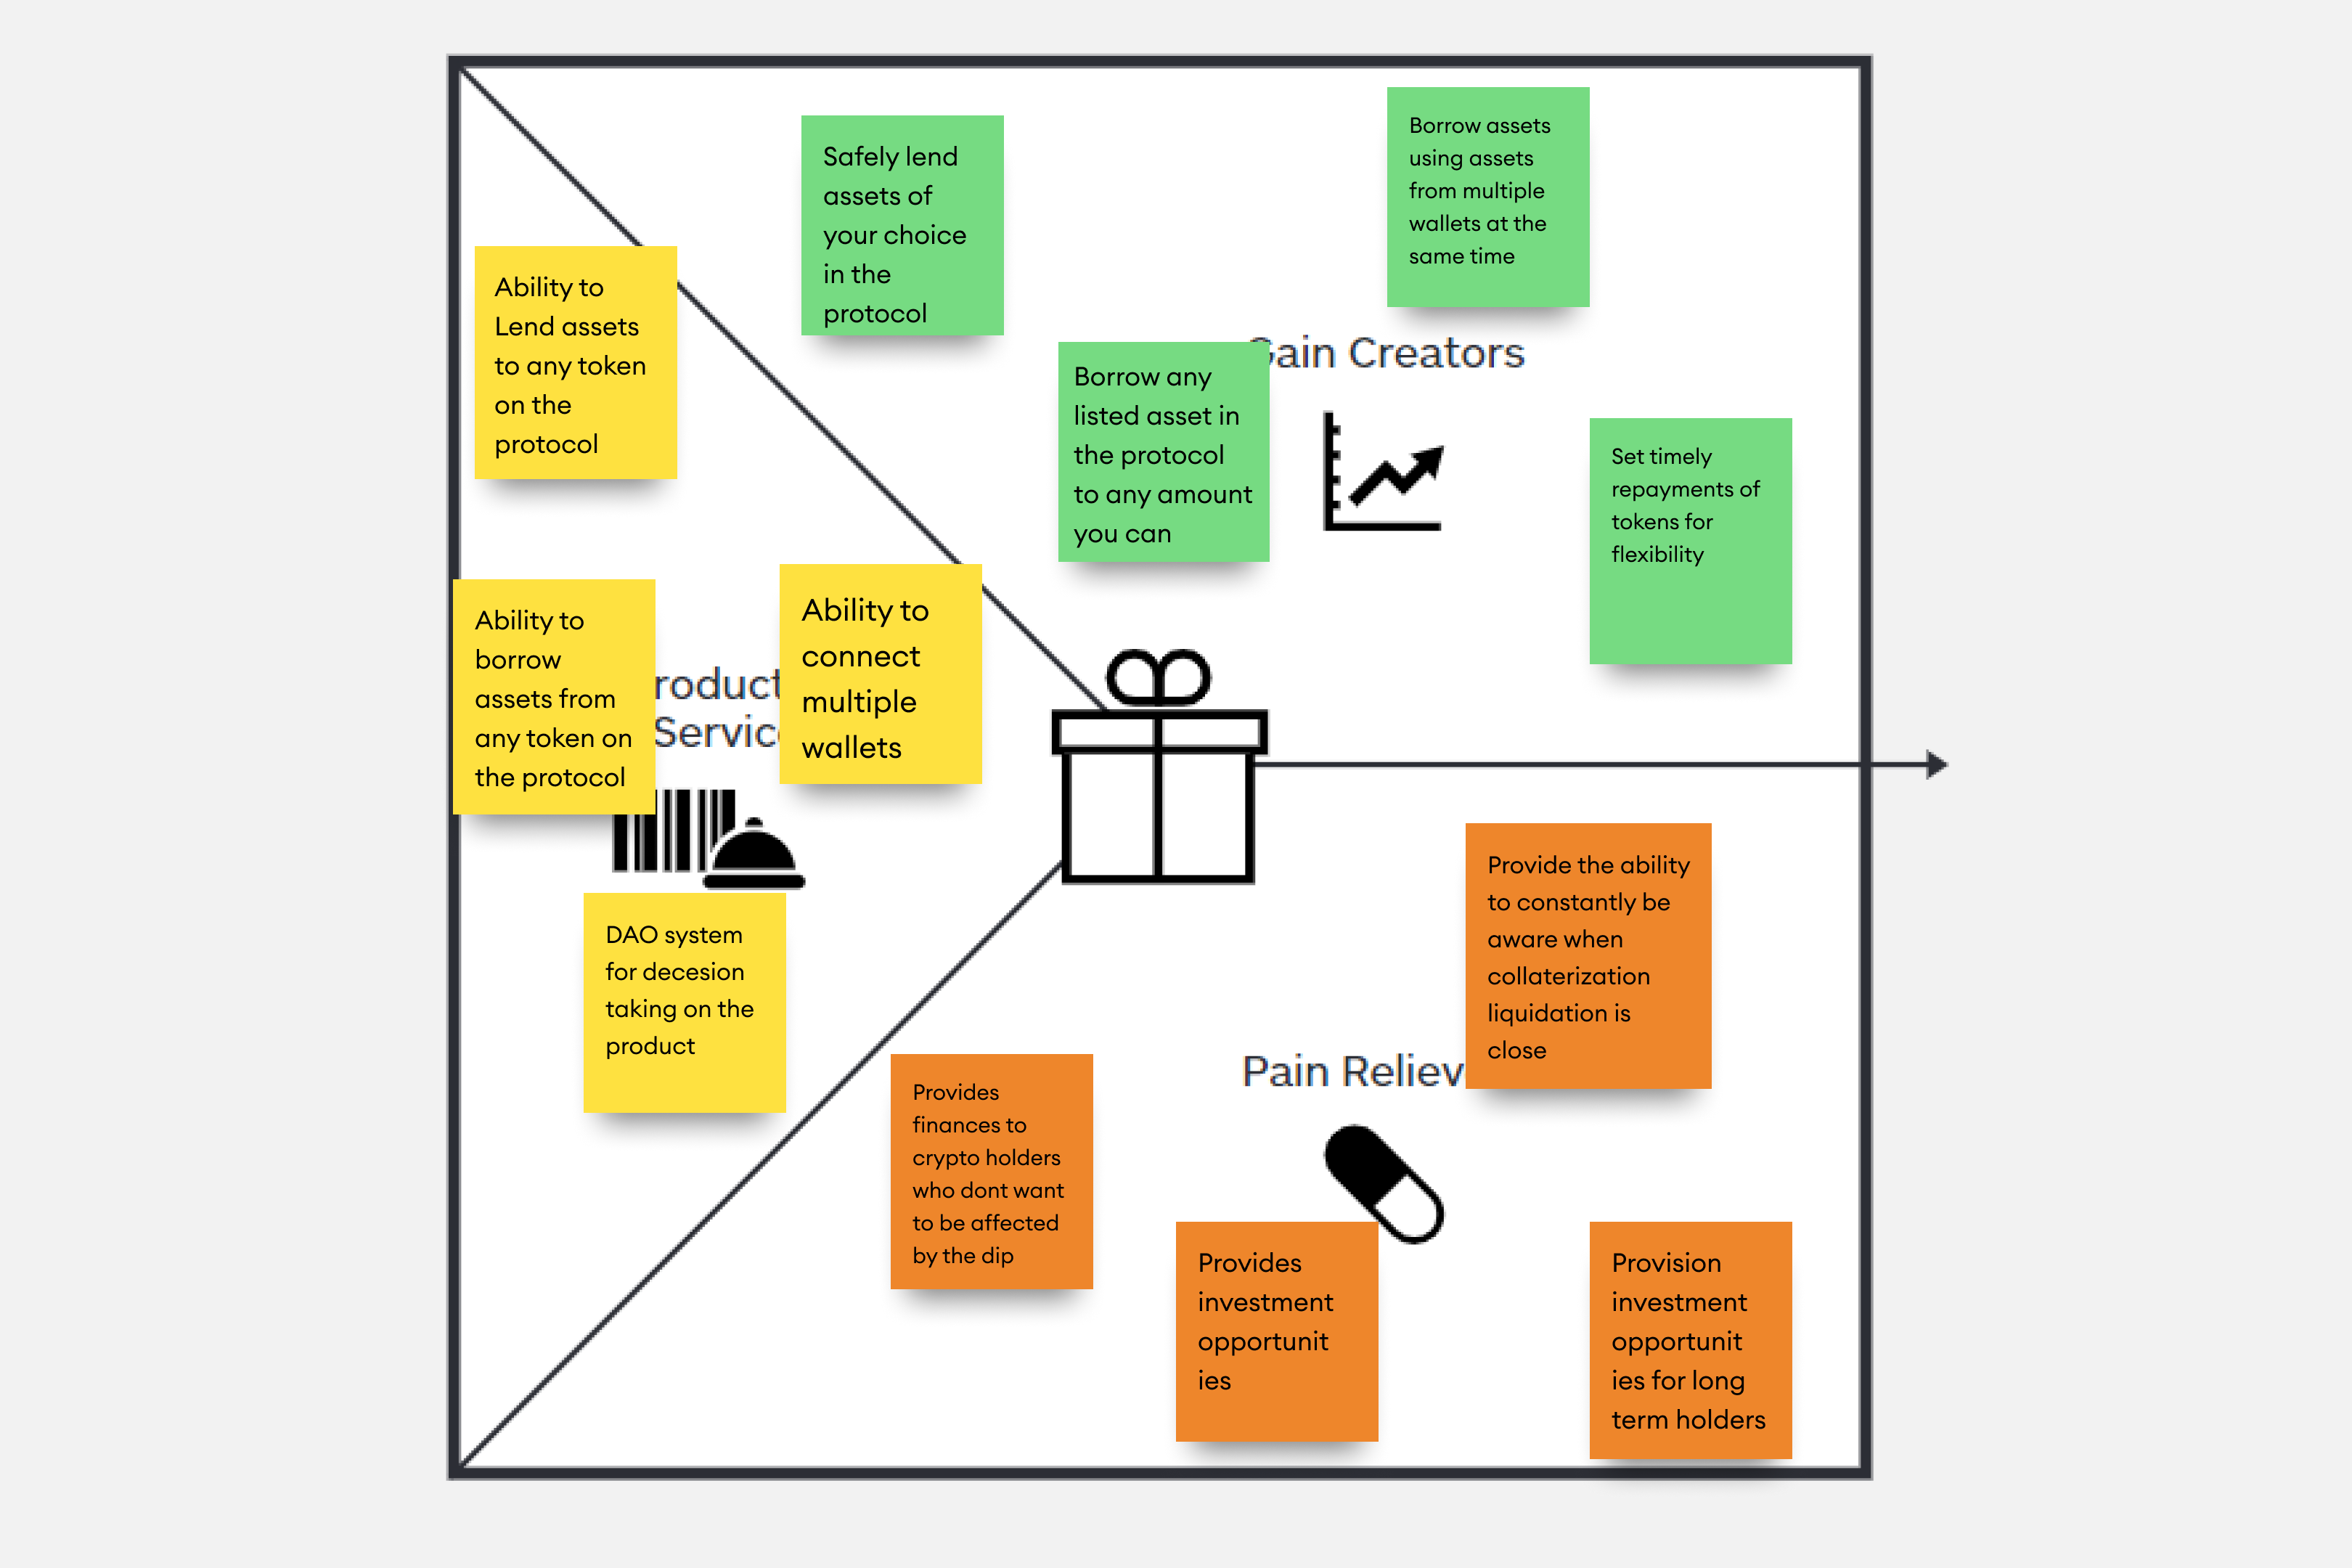 Safely lend
assets of
your choice
in the
protocol
Borrow assets
using assets
from multiple
wallets at the
same time
Ability to
Lend assets
to any token
on the
protocol
Gain Creators
Borrow any
listed asset in
the protocol
to any amount
you can
Set timely
repayments of
tokens for
flexibility
Ability to
borrow
assets from
any token on
the protocol
roduct
Servic
Ability to
connect
multiple
wallets
DAO system
for decesion
taking on the
product
Provide the ability
to constantly be
aware when
collaterization
liquidation is
close
Pain Reliev
Provides
finances to
crypto holders
who dont want
to be affected
by the dip
Provides
investment
opportunit
ies
Provision
investment
opportunit
ies for long
term holders